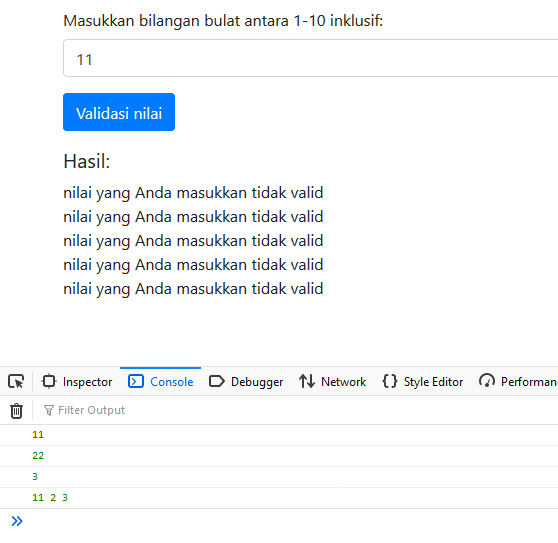 Masukkan bilangan bulat antara 1-10 inklusif:
11
Validasi nilai
Hasil:
nilai yang Anda masukkan tidak valid
nilai yang Anda masukkan tidak valid
nilai yang Anda masukkan tidak valid
nilai yang Anda masukkan tidak valid
nilai yang Anda masukkan tidak valid
Inspector Console Debugger Network {} Style Editor Performan
Filter Output
11
22
3
11 2 3